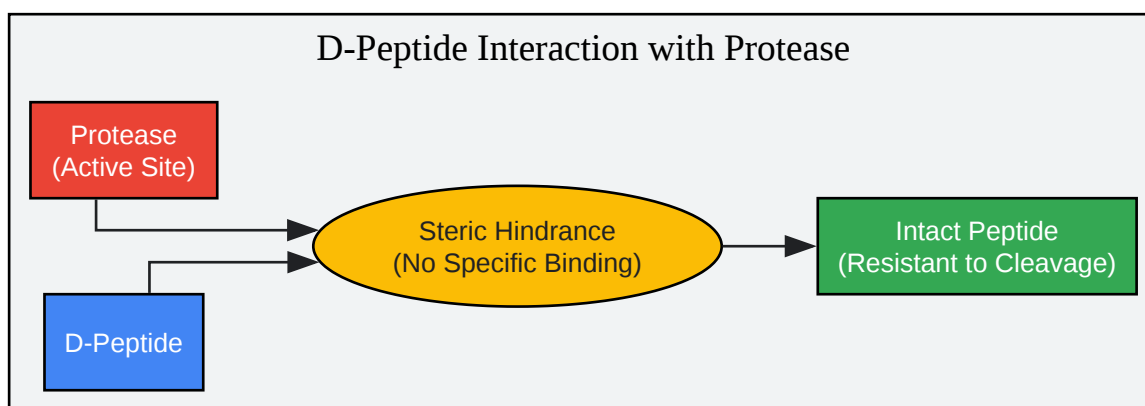 D-Peptide Interaction with Protease
Protease
(Active Site)
Steric Hindrance
(No Specific Binding)
Intact Peptide
(Resistant to Cleavage)
D-Peptide